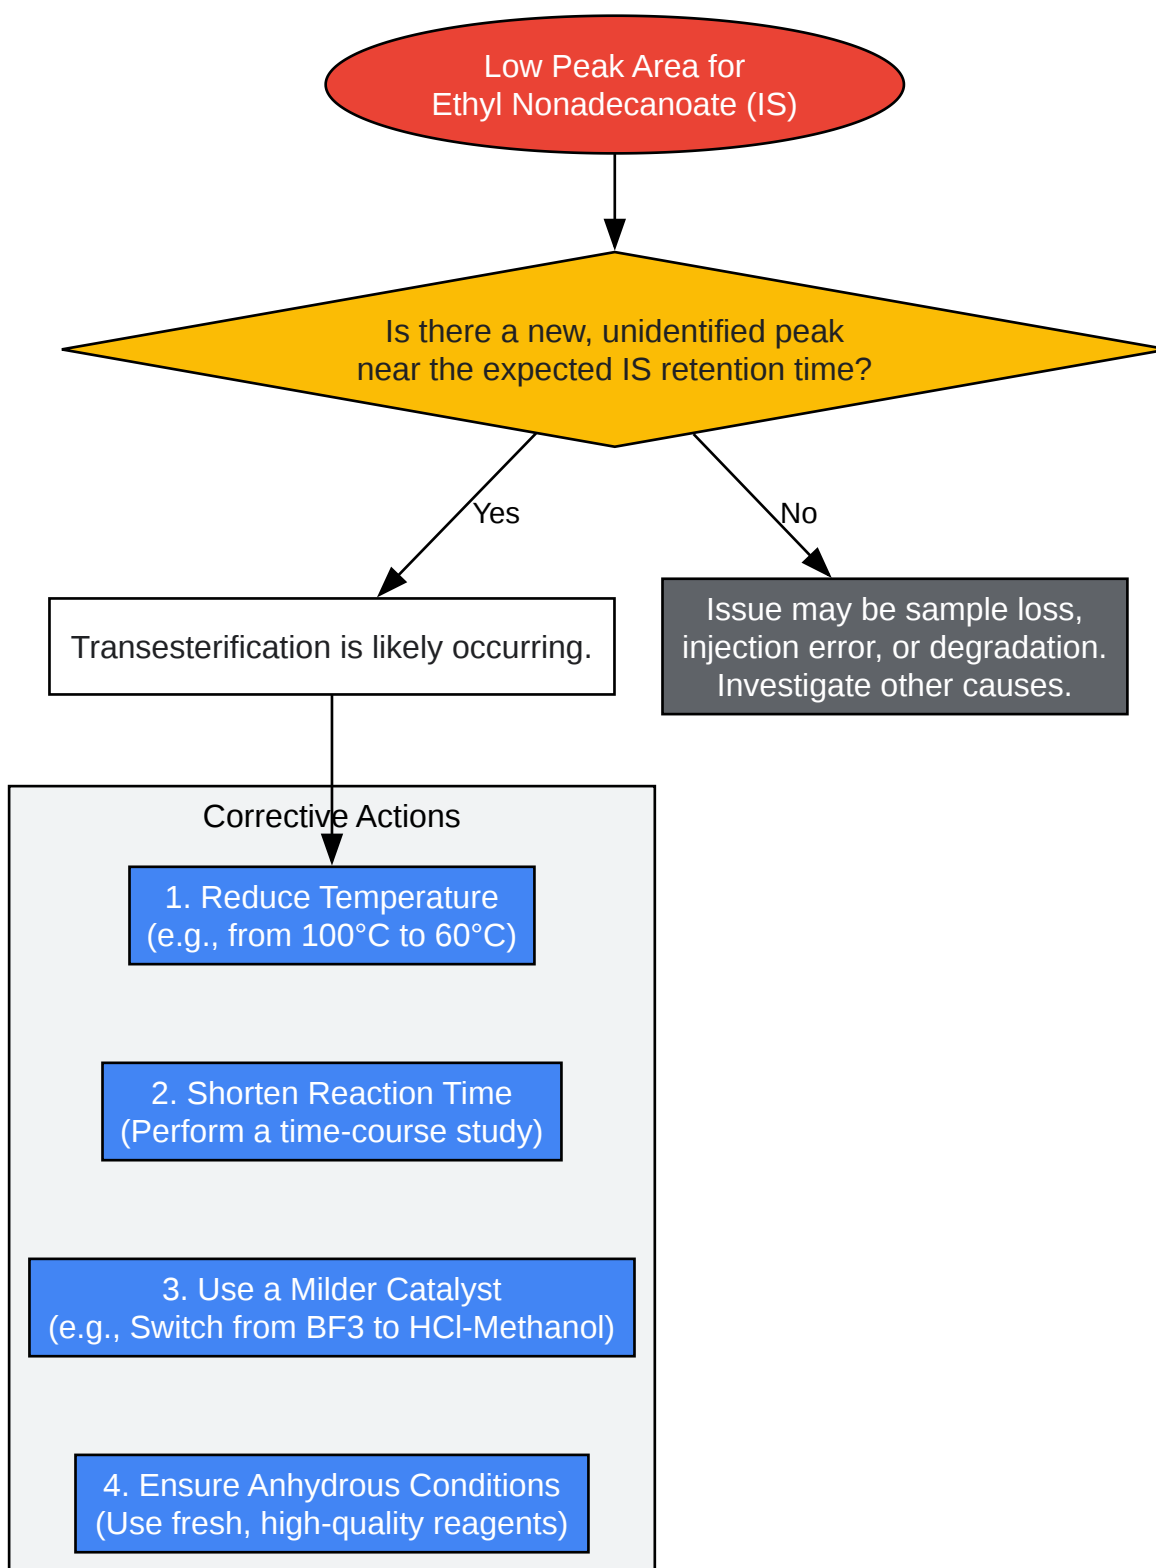 Low Peak Area for
Ethyl Nonadecanoate (IS)
Is there a new, unidentified peak
near the expected IS retention time?
Yes
No
Transesterification is likely occurring.
Issue may be sample loss,
injection error, or degradation.
Investigate other causes.
Corrective Actions
1. Reduce Temperature
(e.g., from 100°C to 60°C)
2. Shorten Reaction Time
(Perform a time-course study)
3. Use a Milder Catalyst
(e.g., Switch from BF3 to HCl-Methanol)
4. Ensure Anhydrous Conditions
(Use fresh, high-quality reagents)